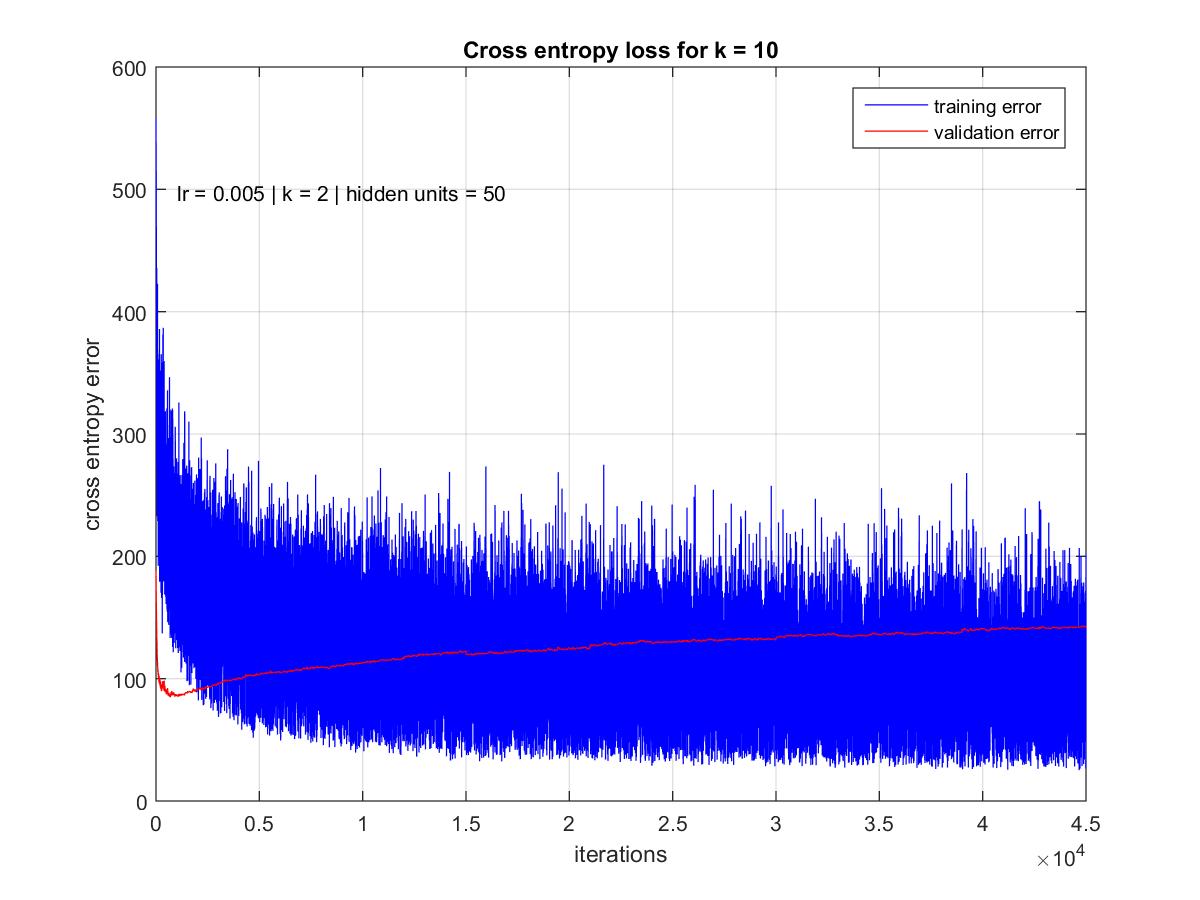 Cross entropy loss for k = 10
600
500
400
300
200
100
0
cross entropy error
training error
validation error
lr = 0.005 | k = 2 | hidden units = 50
0 0.5 1 1.5 2 2.5 3 3.5 4 4.5
iterations
×10⁴